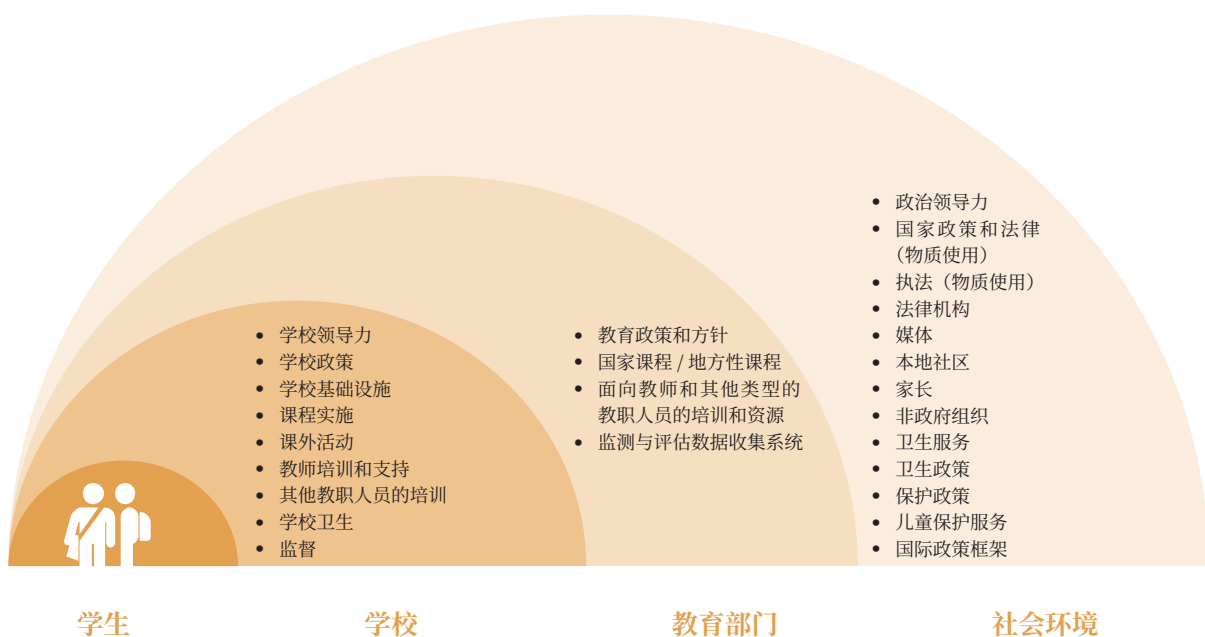 • 学校领导力
• 学校政策
• 学校基础设施
• 课程实施
• 课外活动
• 教师培训和支持
• 其他教职人员的培训
• 学校卫生
• 监督
• 教育政策和方针
• 国家课程 / 地方性课程
• 面向教师和其他类型的
教职人员的培训和资源
• 监测与评估数据收集系统
• 政治领导力
• 国家政策和法律
（物质使用）
• 执法（物质使用）
• 法律机构
• 媒体
• 本地社区
• 家长
• 非政府组织
• 卫生服务
• 卫生政策
• 保护政策
• 儿童保护服务
• 国际政策框架
学生
学校
教育部门
社会环境